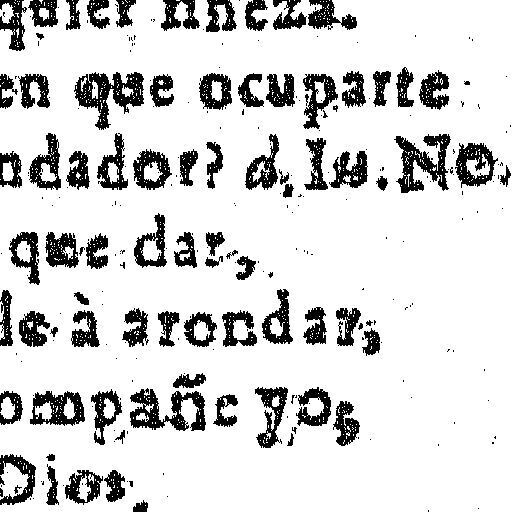 quier fineza.
en que ocuparte
ndador? d. Iu. No,
que dar,
le à arondar,
ompañe yo,
Dios.